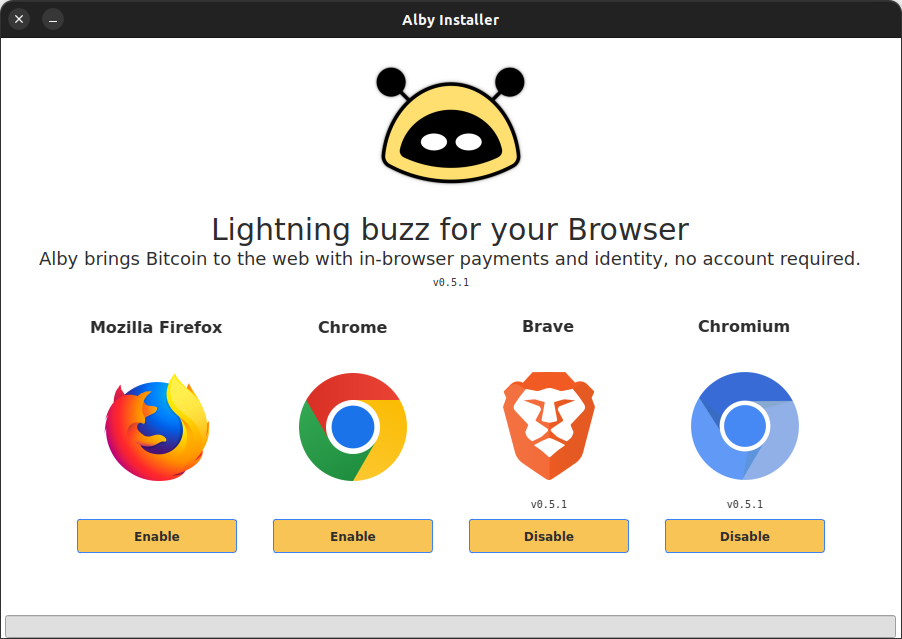 Alby Installer
Lightning buzz for your Browser
Alby brings Bitcoin to the web with in-browser payments and identity, no account required.
v0.5.1
Mozilla Firefox
Chrome
Brave
Chromium
v0.5.1
v0.5.1
Enable
Enable
Disable
Disable